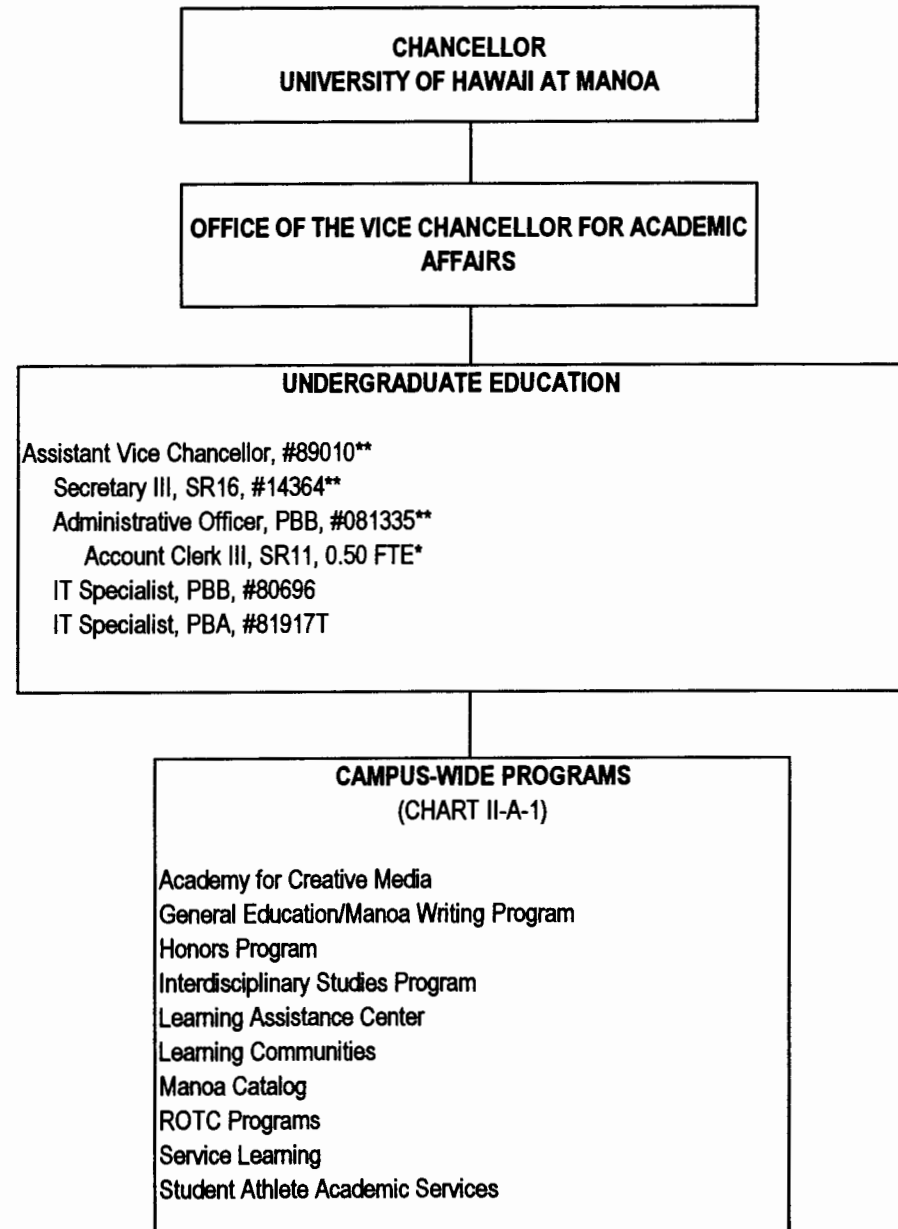 CHANCELLOR
UNIVERSITY OF HAWAII AT MANOA
OFFICE OF THE VICE CHANCELLOR FOR ACADEMIC
AFFAIRS
UNDERGRADUATE EDUCATION
Assistant Vice Chancellor, #89010**
Secretary III, SR16, #14364**
Administrative Officer, PBB, #081335**
Account Clerk III, SR11, 0.50 FTE*
IT Specialist, PBB, #80696
IT Specialist, PBA, #81917T
CAMPUS-WIDE PROGRAMS
(CHART II-A-1)
Academy for Creative Media
General Education/Manoa Writing Program
Honors Program
Interdisciplinary Studies Program
Learning Assistance Center
Learning Communities
Manoa Catalog
ROTC Programs
Service Learning
Student Athlete Academic Services